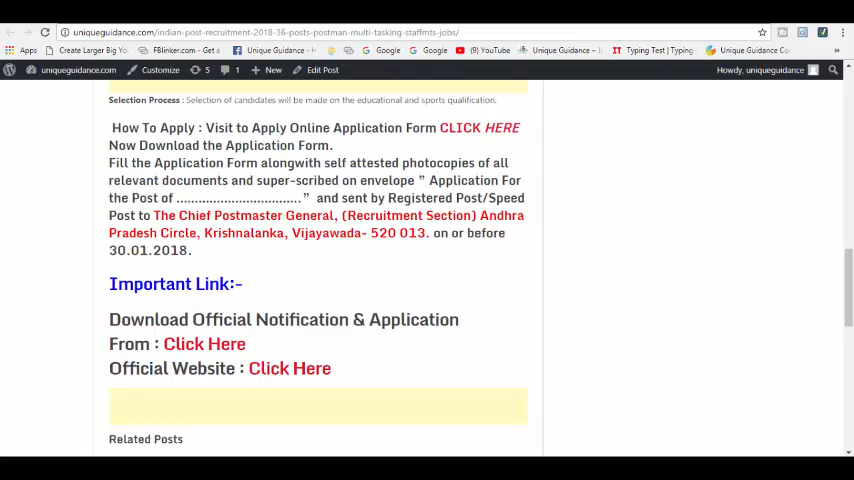 uniqueguidance.com/indian-post-recruitment-2018-36-posts-postman-multi-tasking-staffmts-jobs/
Apps Create Larger Big Yo FBlinker.com - Get a Unique Guidance - H Google Google (9) YouTube Unique Guidance – J Typing Test | Typing Unique Guidance Co Other bookmarks
uniqueguidance.com Customize 5 1 New Edit Post Howdy, uniqueguidance
Selection Process : Selection of candidates will be made on the educational and sports qualification.
How To Apply : Visit to Apply Online Application Form CLICK HERE
Now Download the Application Form.
Fill the Application Form alongwith self attested photocopies of all
relevant documents and super-scribed on envelope ” Application For
the Post of ……………………………..” and sent by Registered Post/Speed
Post to The Chief Postmaster General, (Recruitment Section) Andhra
Pradesh Circle, Krishnalanka, Vijayawada- 520 013. on or before
30.01.2018.
Important Link:-
Download Official Notification & Application
From : Click Here
Official Website : Click Here
Related Posts